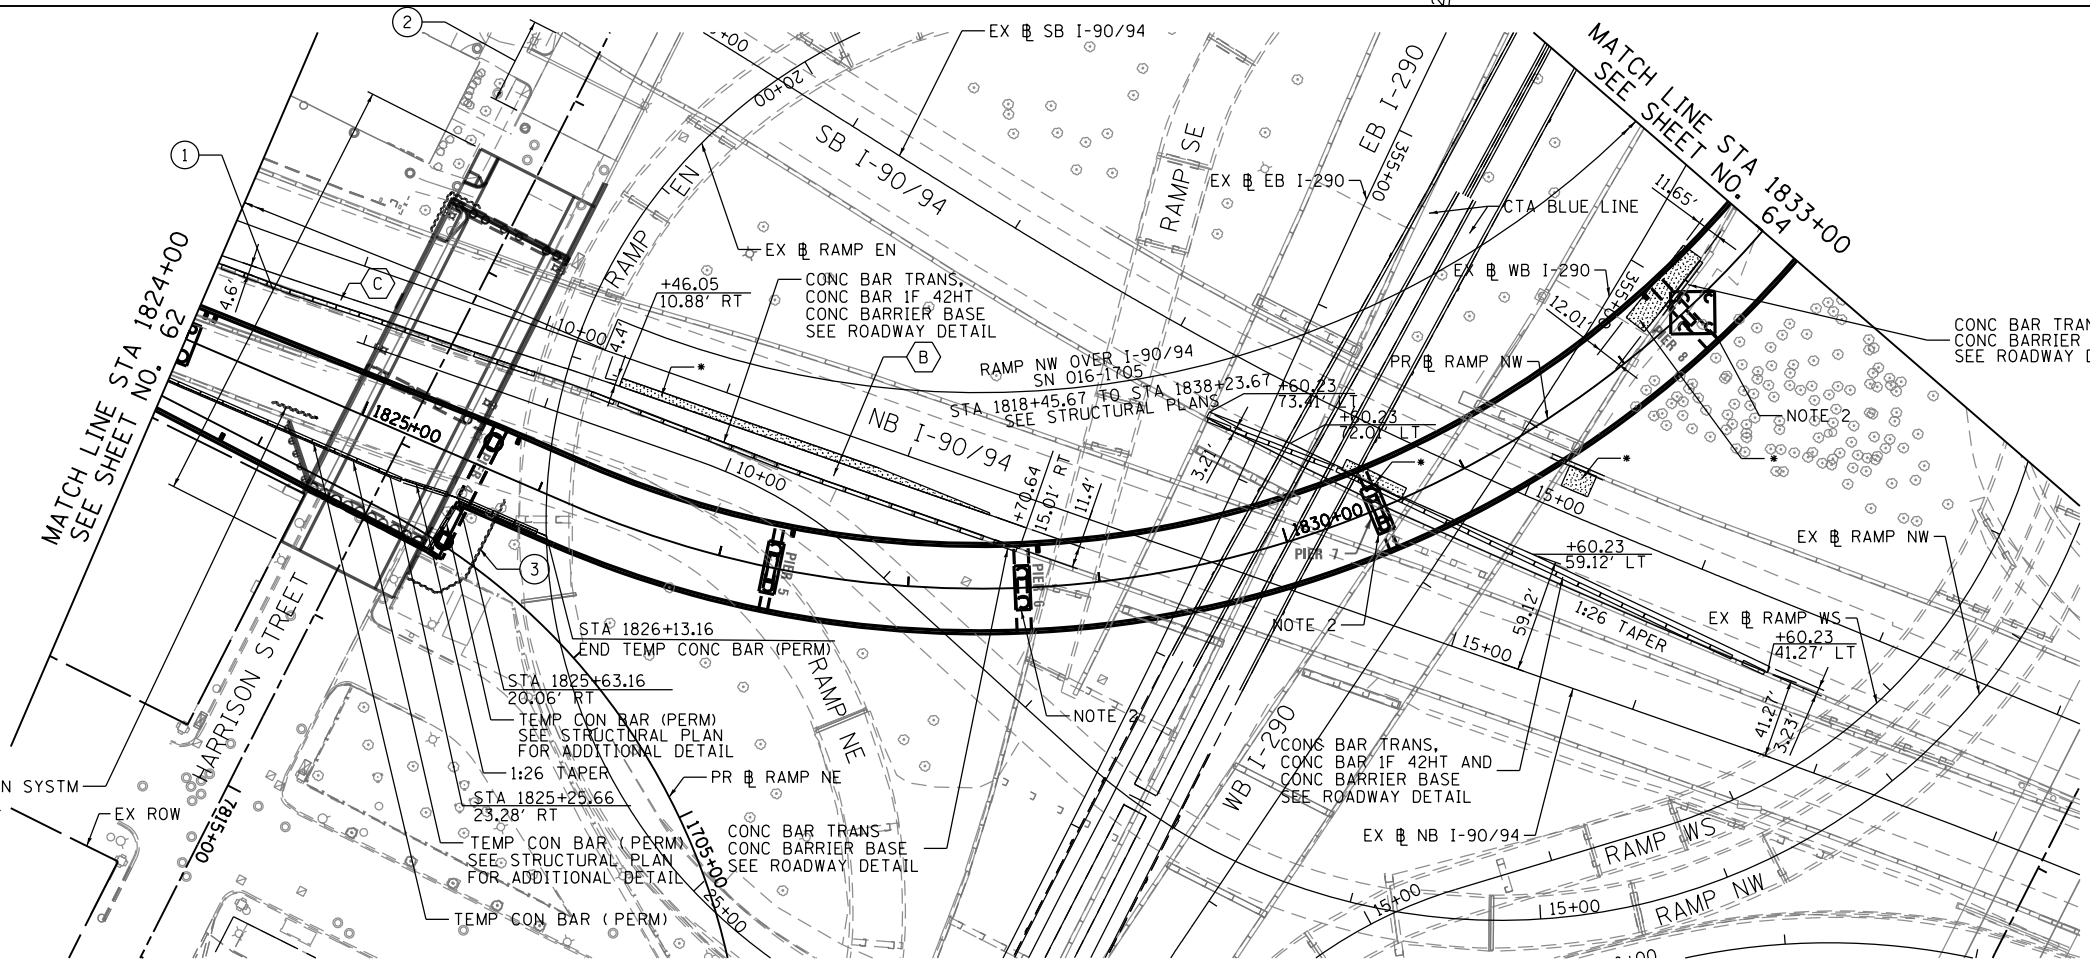 2
EX ℄ SB I-90/94
MATCH LINE STA 1833+00
SEE SHEET NO. 64
20+00
SB I-90/94
EB I-290
355+00
RAMP SE
1
RAMP EN
EX ℄ EB I-290
11.65'
CTA BLUE LINE
EX ℄ RAMP EN
EX ℄ WB I-290
C
4.6'
+46.05
10.88' RT
CONC BAR TRANS,
CONC BAR 1F 42HT
CONC BARRIER BASE
SEE ROADWAY DETAIL
12.01'
PIER 8
MATCH LINE STA 1824+00
SEE SHEET NO. 62
10+00
4.4'
*
B
RAMP NW OVER I-90/94
SN 016-1705
STA 1818+45.67 TO STA 1838+23.67
SEE STRUCTURAL PLANS
+60.23
73.41' LT
+60.23
72.01' LT
PR ℄ RAMP NW
CONC BARRIER
SEE ROADWAY
NOTE 2
1825+00
NB I-90/94
10+00
3.21'
*
*
*
+70.64
15.01' RT
11.4'
15+00
1830+00
PIER 7
PIER 5
PIER 6
EX ℄ RAMP NW
3
+60.23
59.12' LT
59.12'
1:26 TAPER
HARRISON STREET
STA 1826+13.16
END TEMP CONC BAR (PERM)
NOTE 2
15+00
EX ℄ RAMP WS
+60.23
41.27' LT
STA 1825+63.16
20.06' RT
TEMP CON BAR (PERM)
SEE STRUCTURAL PLAN
FOR ADDITIONAL DETAIL
RAMP NE
NOTE 2
41.27'
3.23
1:26 TAPER
PR ℄ RAMP NE
WB I-290
CONC BAR TRANS,
CONC BAR 1F 42HT AND
CONC BARRIER BASE
SEE ROADWAY DETAIL
N SYSTM
STA 1825+25.66
23.28' RT
EX ROW
7815+00
TEMP CON BAR (PERM)
SEE STRUCTURAL PLAN
FOR ADDITIONAL DETAIL
1705+00
CONC BAR TRANS
CONC BARRIER BASE
SEE ROADWAY DETAIL
EX ℄ NB I-90/94
RAMP WS
RAMP NW
25+00
15+00
15+00
TEMP CON BAR (PERM)